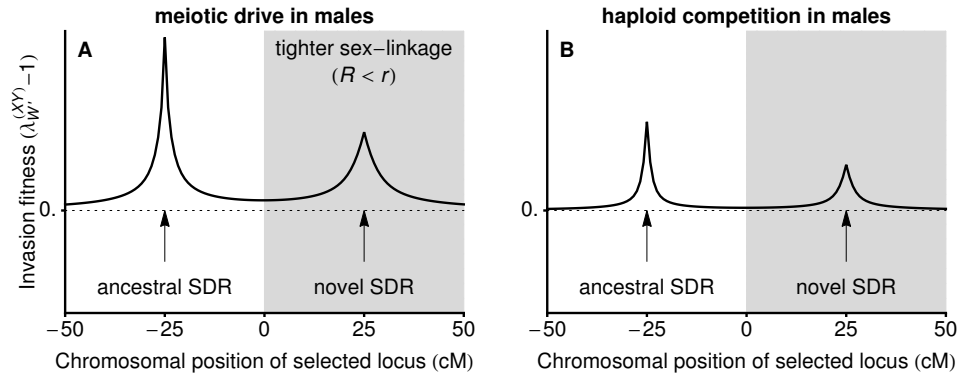 meiotic drive in males
A
tighter sex−linkage
(R < r)
Invasion fitness (λ_{W'}^{(XY)} −1)
0.
ancestral SDR
novel SDR
−50 −25 0 25 50
Chromosomal position of selected locus (cM)
haploid competition in males
B
0.
ancestral SDR
novel SDR
−50 −25 0 25 50
Chromosomal position of selected locus (cM)